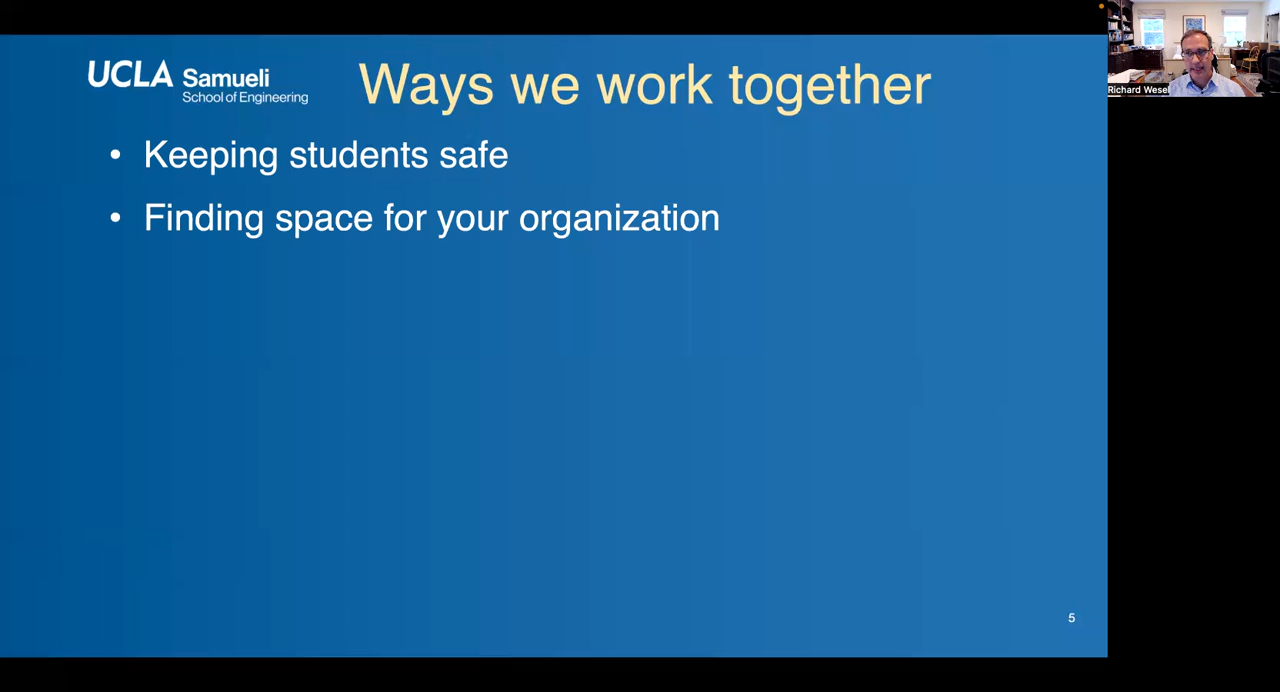 UCLA Samueli
School of Engineering
Ways we work together
• Keeping students safe
• Finding space for your organization
5
Richard Wesel